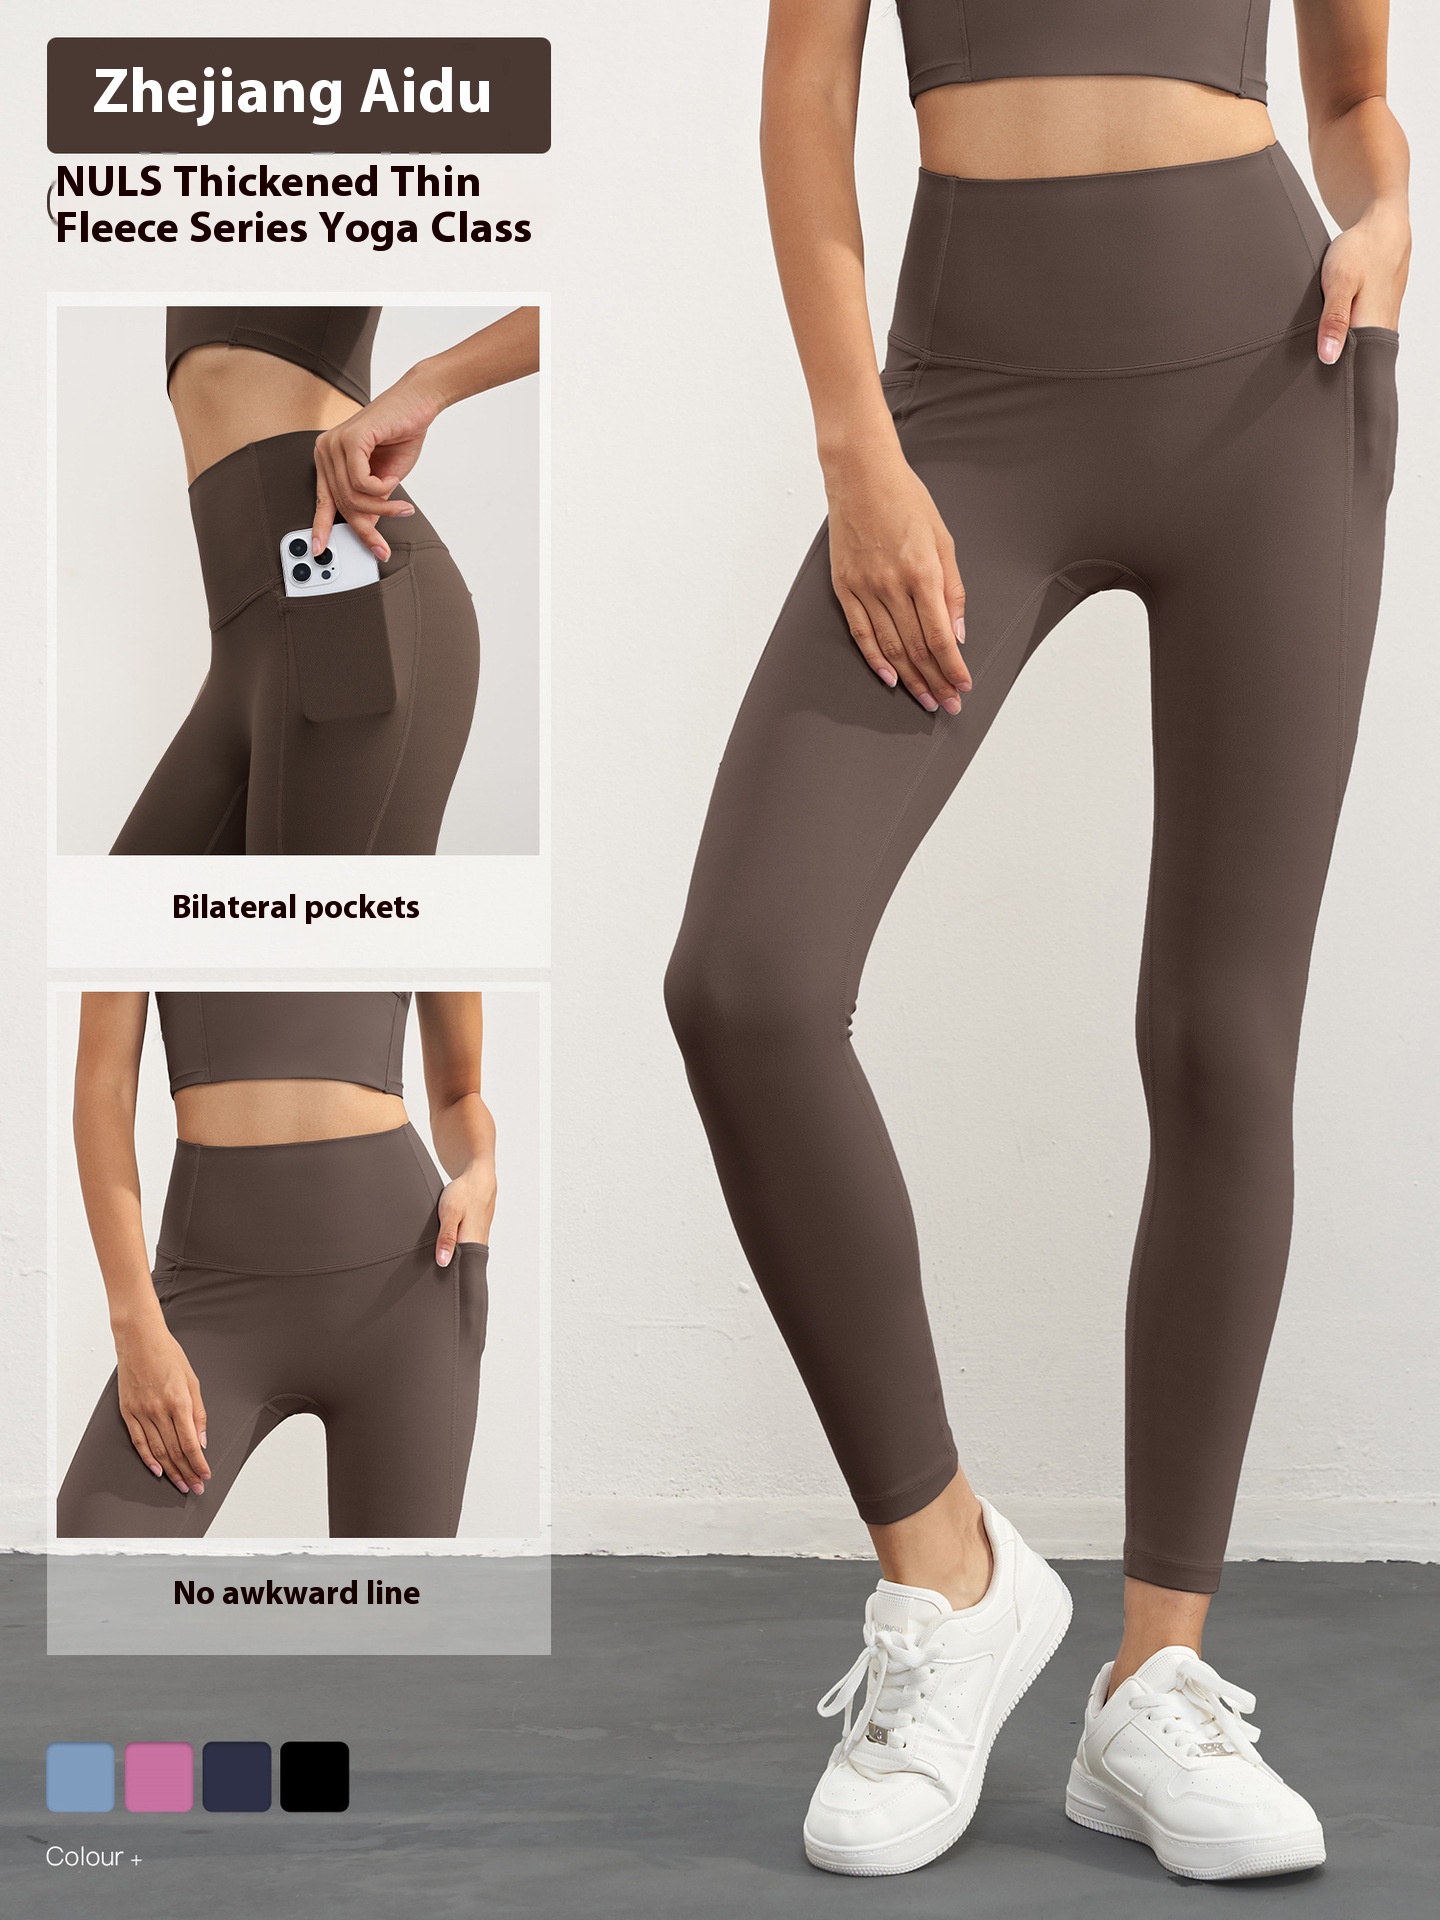 Zhejiang Aidu
NULS Thickened Thin
Fleece Series Yoga Class
Bilateral pockets
No awkward line
Colour +